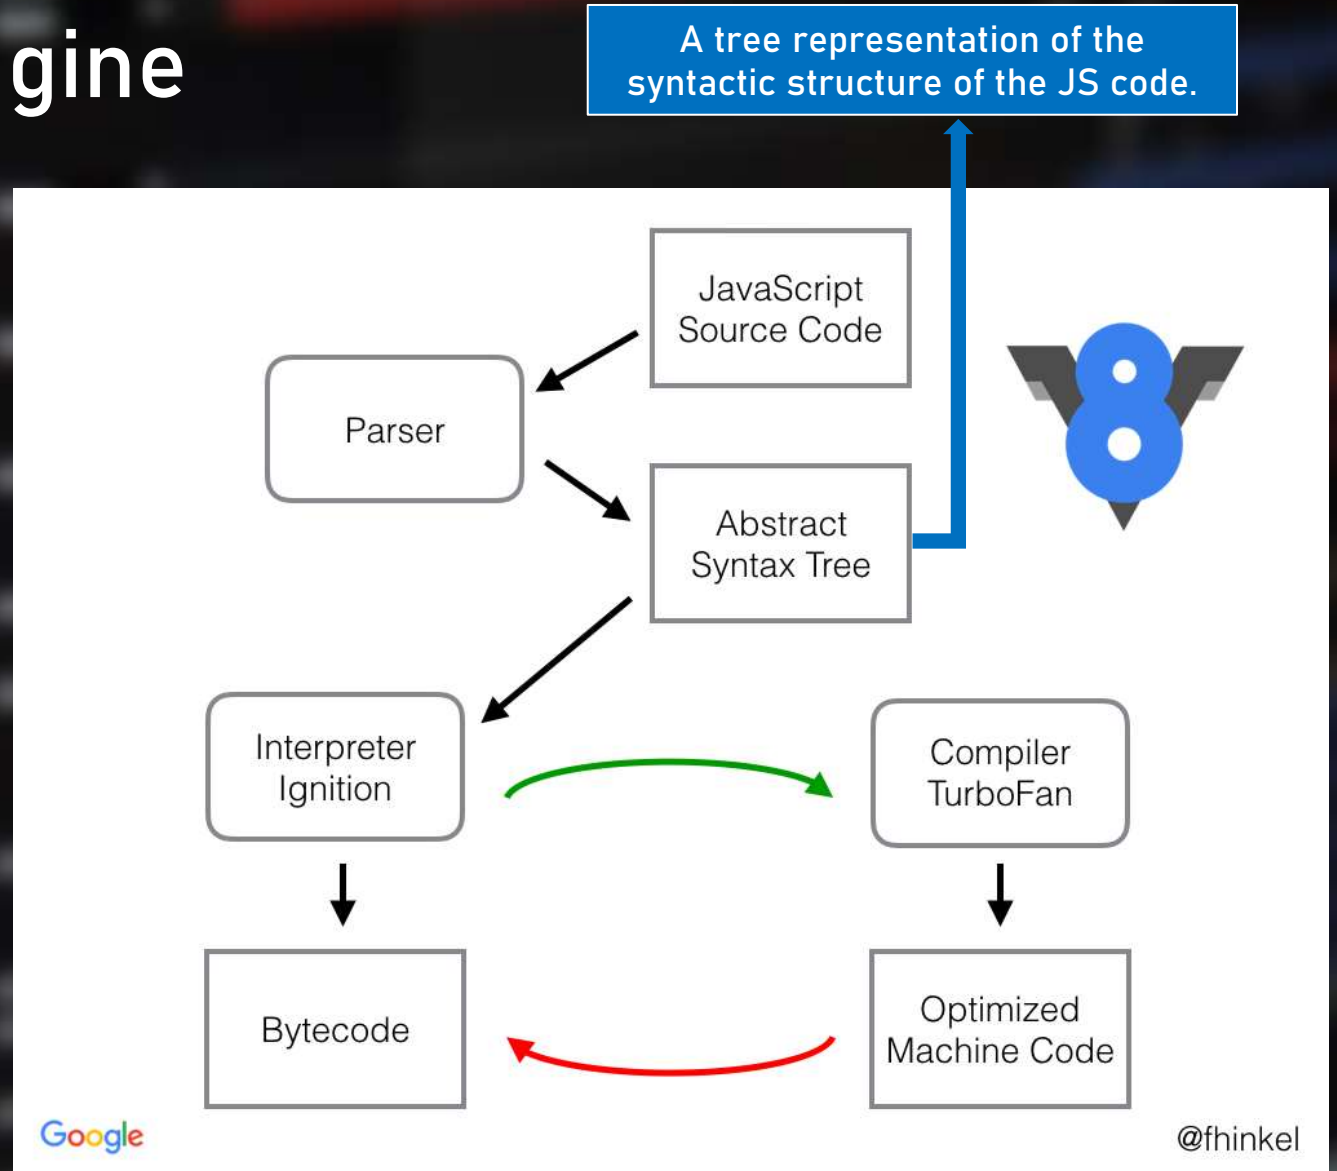 gine
A tree representation of the
syntactic structure of the JS code.
JavaScript
Source Code
Parser
Abstract
Syntax Tree
Interpreter
Ignition
Compiler
TurboFan
Bytecode
Optimized
Machine Code
Google
@fhinkel